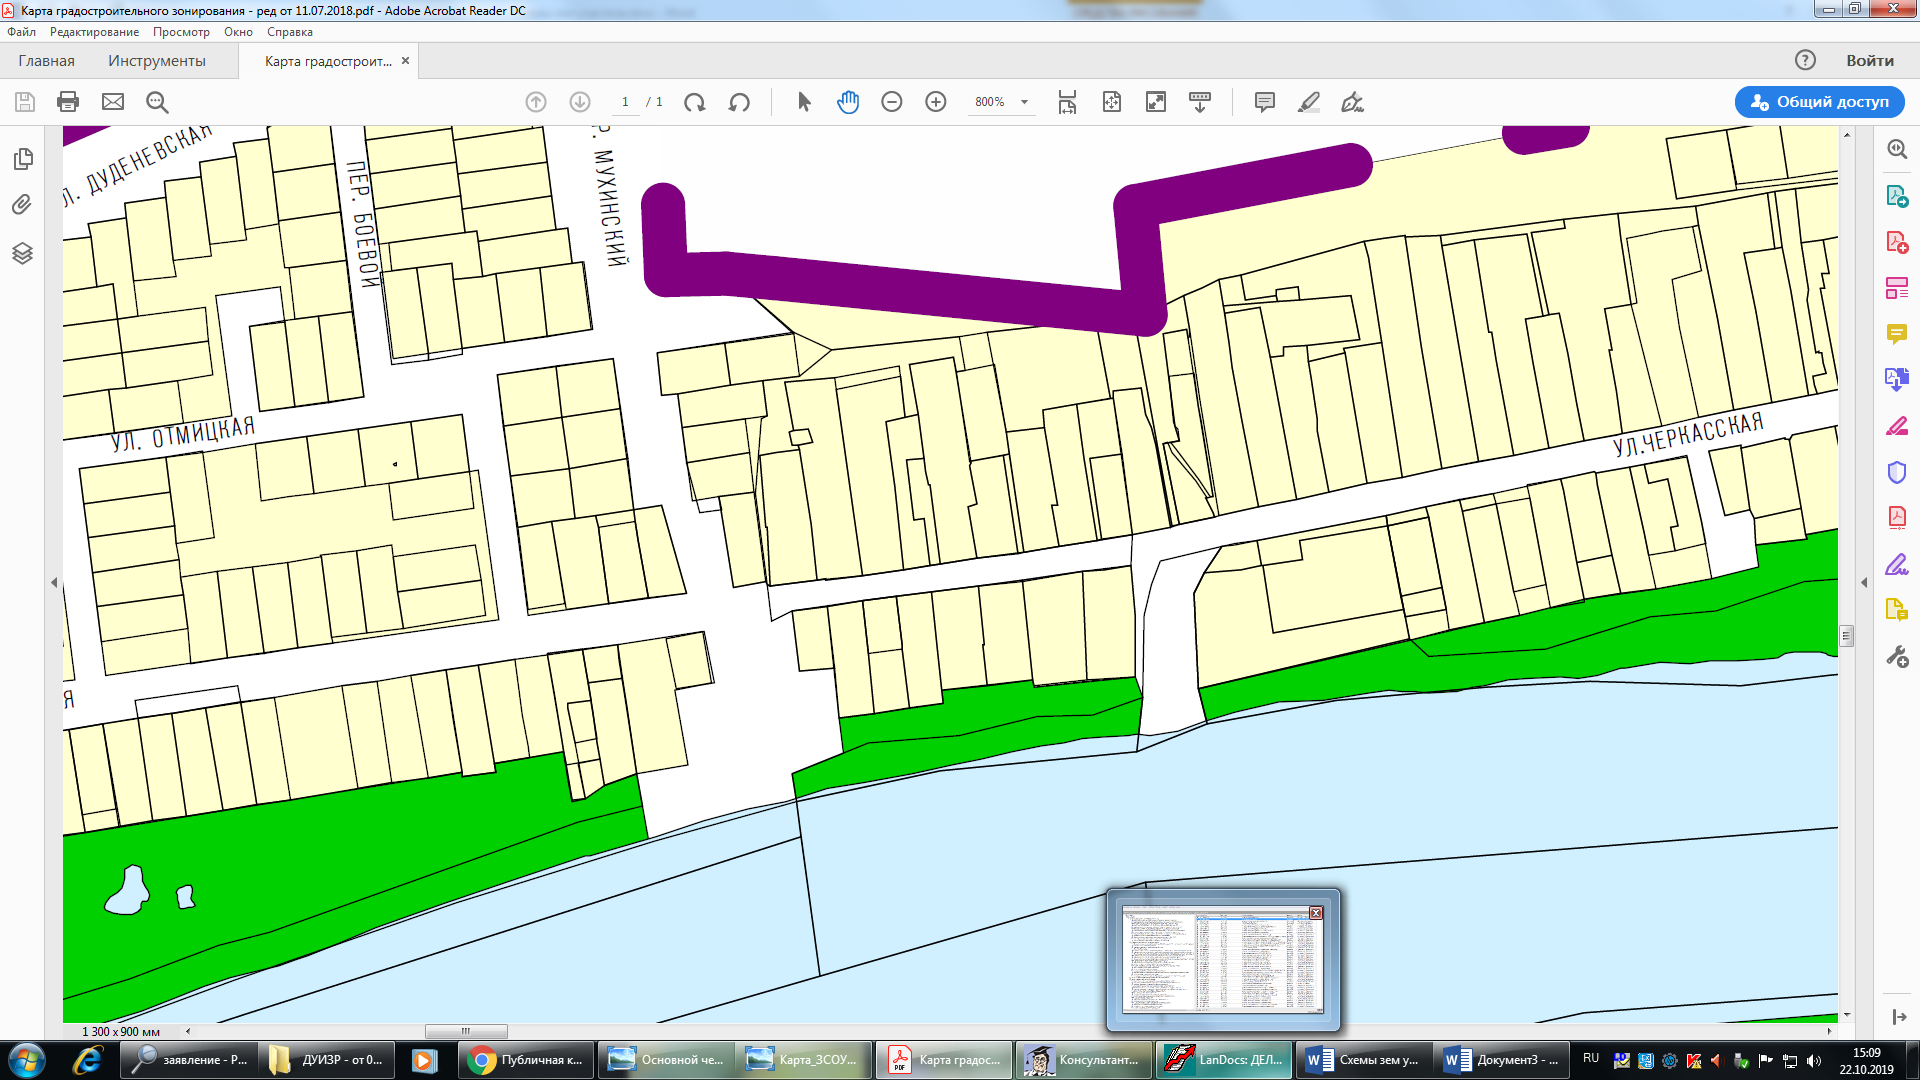 Карта градостроительного зонирования - ред от 11.07.2018.pdf - Adobe Acrobat Reader DC
Файл Редактирование Просмотр Окно Справка
Главная Инструменты Карта градостроит...
Войти
1 / 1 800%
Общий доступ
Л. ДУДЕНЕВСКАЯ
ПЕР. БОЕВОЙ
Р. МУХИНСКИЙ
УЛ. ОТМИЦКАЯ
УЛ.ЧЕРКАССКАЯ
Я
1 300 x 900 мм
заявление - P...
ДУИЗР - от 0...
Публичная к...
Основной че...
Карта_ЗСОУ...
Карта градос...
Консультант...
LanDocs: ДЕЛ...
Схемы зем у...
Документ3 - ...
RU
15:09
22.10.2019